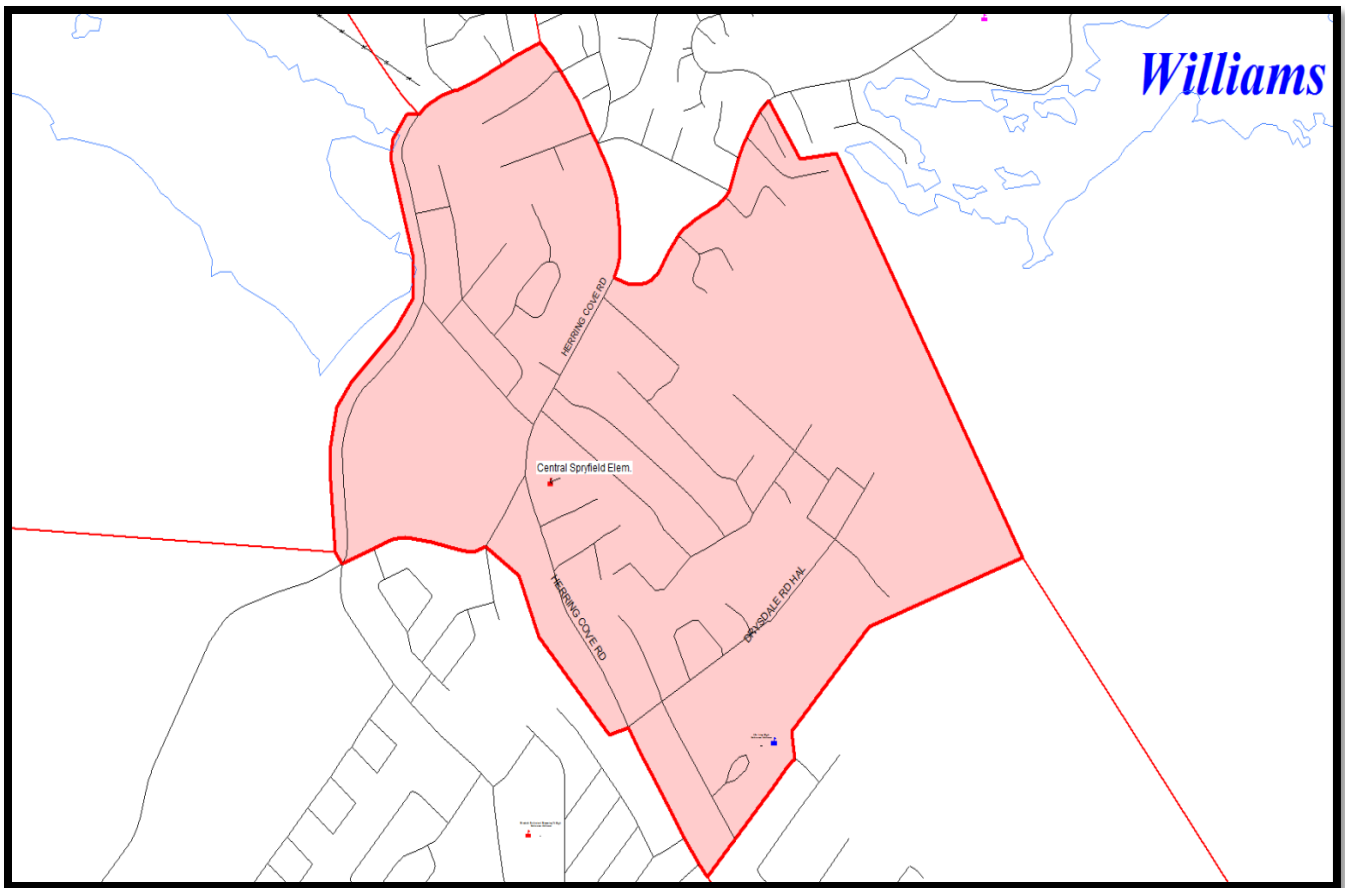 Williams
HERRING COVE RD
Central Spryfield Elem.
HERRING COVE RD
DRYSDALE RD HAL